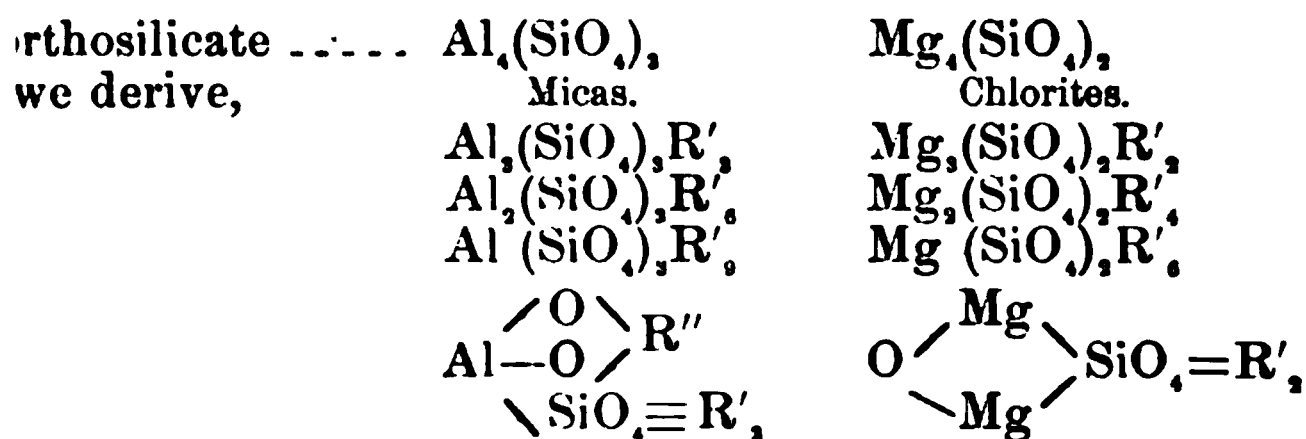 rthosilicate ------ Al₄(SiO₄)₃ Mg₄(SiO₄)₂
we derive, Micas. Chlorites.
Al₃(SiO₄)₃R′₃ Mg₃(SiO₄)₂R′₂
Al₂(SiO₄)₃R′₆ Mg₂(SiO₄)₂R′₄
Al (SiO₄)₃R′₉ Mg (SiO₄)₂R′₆
O Mg
R″
Al—O O SiO₄=R′₂
SiO₄≡R′₃ Mg